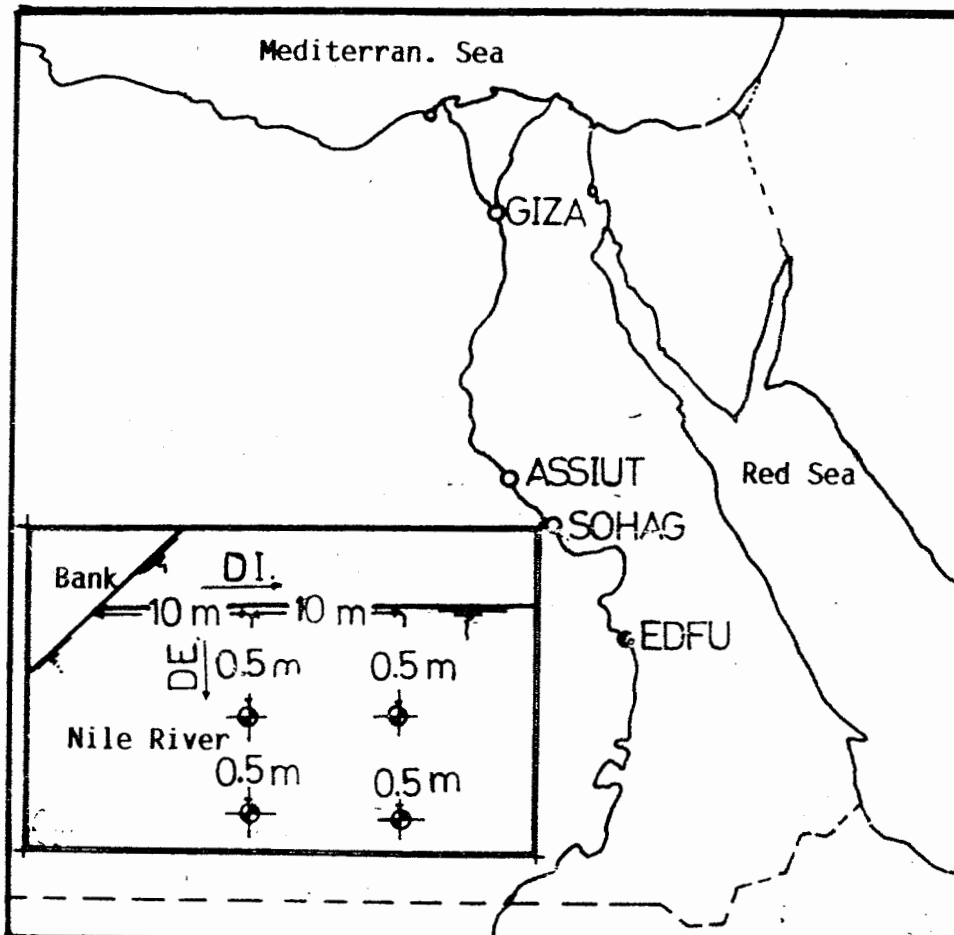 Mediterran. Sea
GIZA
ASSIUT
Red Sea
SOHAG
Bank
DI.
10 m 10 m
EDFU
DE.
0.5 m 0.5 m
Nile River
0.5 m 0.5 m